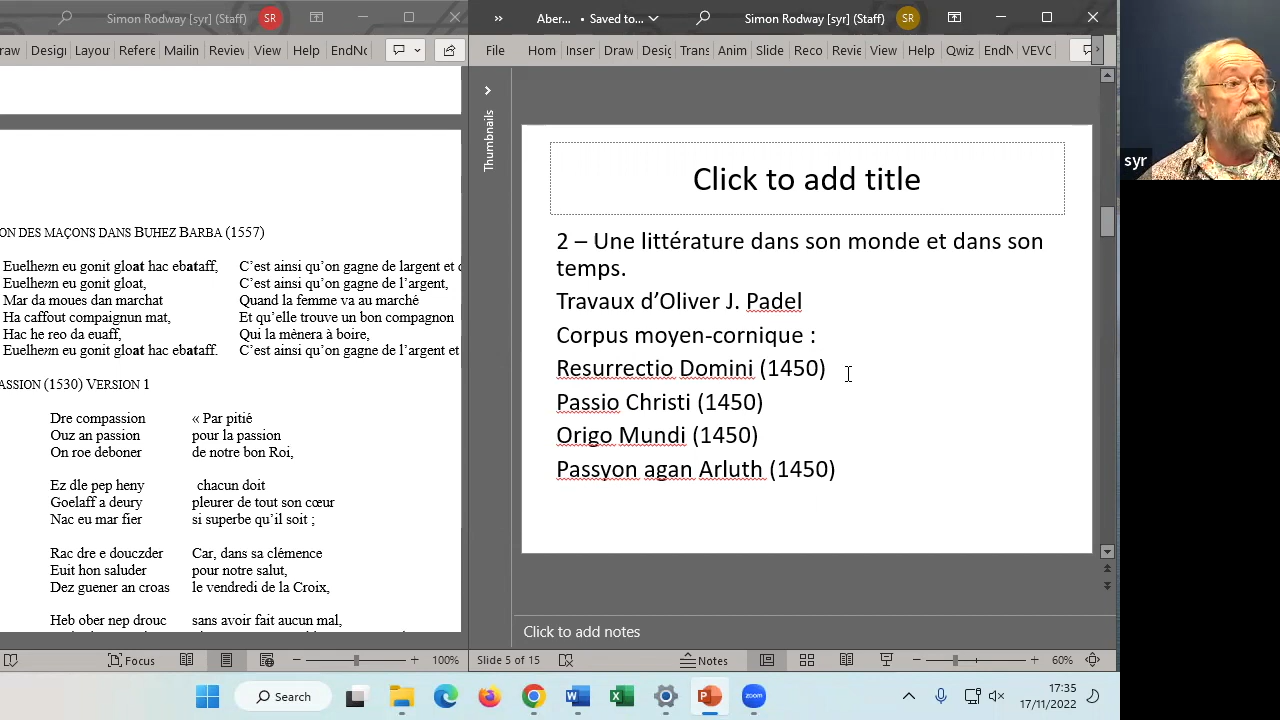 Simon Rodway [syr] (Staff) SR
raw Desigi Layou Refere Mailin Review View Help EndNo
ON DES MAÇONS DANS BUHEZ BARBA (1557)
Euelhenn eu gonit gloat hac ebataff, C’est ainsi qu’on gagne de largent et d
Euelhenn eu gonit gloat, C’est ainsi qu’on gagne de l’argent,
Mar da moues dan marchat Quand la femme va au marché
Ha caffout compaignun mat, Et qu’elle trouve un bon compagnon
Hac he reo da euaff, Qui la mènera à boire,
Euelhenn eu gonit gloat hac ebataff. C’est ainsi qu’on gagne de l’argent et
ASSION (1530) VERSION 1
Dre compassion « Par pitié
Ouz an passion pour la passion
On roe deboner de notre bon Roi,
Ez dle pep heny chacun doit
Goelaff a deury pleurer de tout son cœur
Nac eu mar fier si superbe qu’il soit ;
Rac dre e douczder Car, dans sa clémence
Euit hon saluder pour notre salut,
Dez guener an croas le vendredi de la Croix,
Heb ober nep drouc sans avoir fait aucun mal,
Focus 100%
» Aber... • Saved to... Simon Rodway [syr] (Staff) SR
File Hom Inser Draw Desig Trans Anim Slide Reco Revie View Help Qwiz EndN VEVC
Thumbnails
Click to add title
2 – Une littérature dans son monde et dans son
temps.
Travaux d’Oliver J. Padel
Corpus moyen-cornique :
Resurrectio Domini (1450)
Passio Christi (1450)
Origo Mundi (1450)
Passyon agan Arluth (1450)
Click to add notes
Slide 5 of 15 Notes 60%
syr
Search
zoom
17:35
17/11/2022